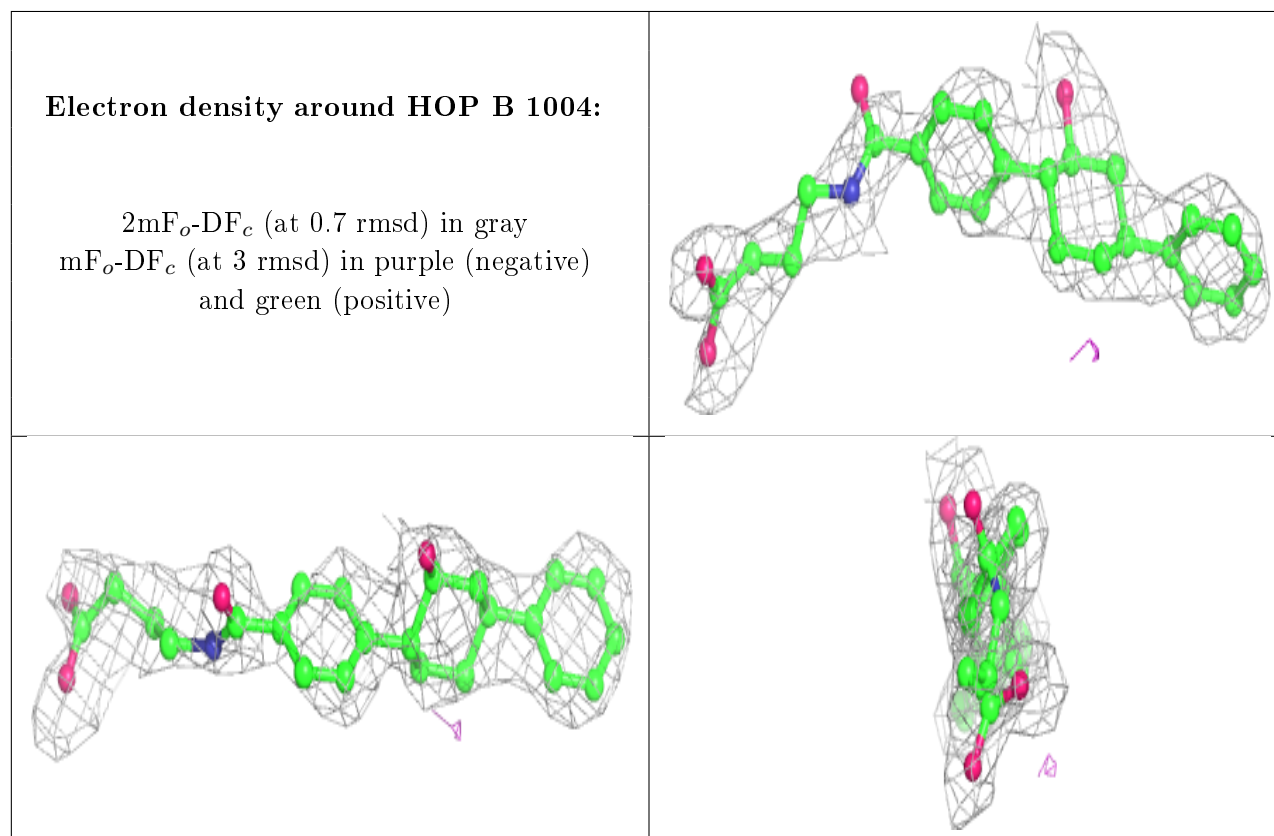 Electron density around HOP B 1004:
2mFₒ-DF𝒸 (at 0.7 rmsd) in gray
mFₒ-DF𝒸 (at 3 rmsd) in purple (negative)
and green (positive)